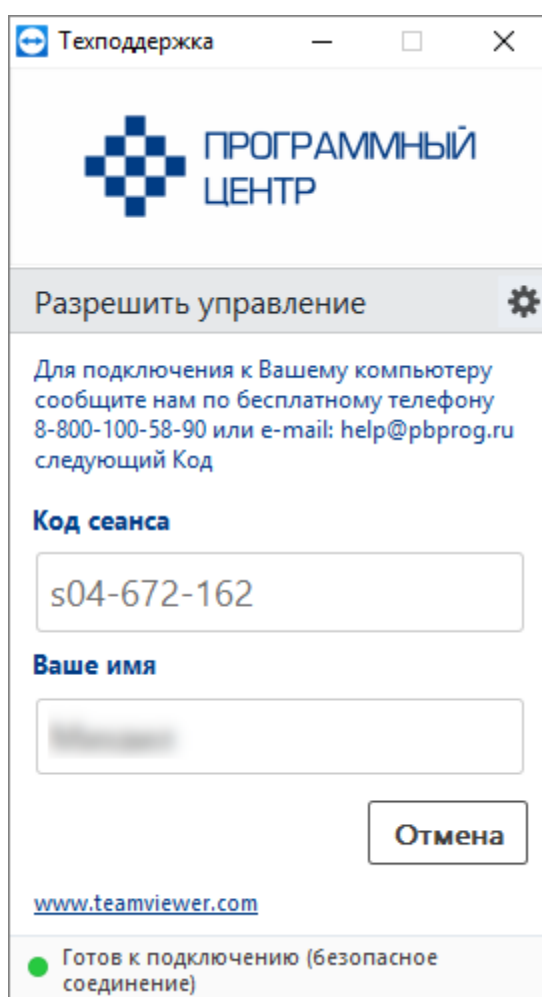 Техподдержка
ПРОГРАММНЫЙ
ЦЕНТР
Разрешить управление
Для подключения к Вашему компьютеру
сообщите нам по бесплатному телефону
8-800-100-58-90 или e-mail: help@pbprog.ru
следующий Код
Код сеанса
s04-672-162
Ваше имя
Отмена
www.teamviewer.com
Готов к подключению (безопасное
соединение)